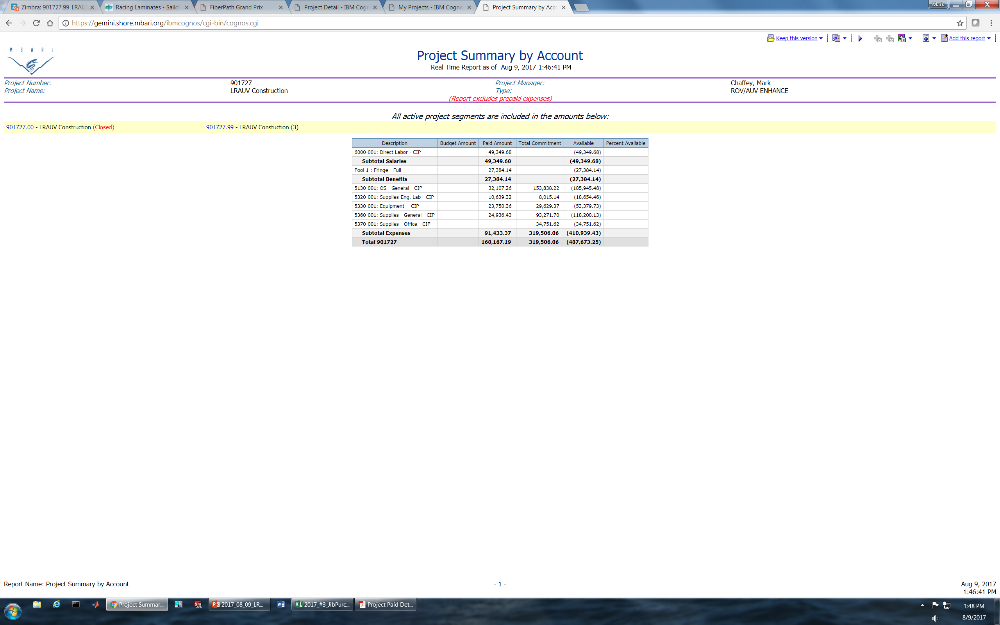 Zimbra: 901727.99_LRAU
Racing Laminates - Sailcl
FiberPath Grand Prix
Project Detail - IBM Cogn
My Projects - IBM Cogno
Project Summary by Acco
Mark
https://gemini.shore.mbari.org/ibmcognos/cgi-bin/cognos.cgi
Keep this version
Add this report
MBARI
Project Summary by Account
Real Time Report as of Aug 9, 2017 1:46:41 PM
Project Number: 901727 Project Manager: Chaffey, Mark
Project Name: LRAUV Construction Type: ROV/AUV ENHANCE
(Report excludes prepaid expenses)
All active project segments are included in the amounts below:
901727.00 - LRAUV Construction (Closed) 901727.99 - LRAUV Constuction (3)
Description Budget Amount Paid Amount Total Commitment Available Percent Available
6000-001: Direct Labor - CIP 49,349.68 (49,349.68)
Subtotal Salaries 49,349.68 (49,349.68)
Pool 1 : Fringe - Full 27,384.14 (27,384.14)
Subtotal Benefits 27,384.14 (27,384.14)
5130-001: OS - General - CIP 32,107.26 153,838.22 (185,945.48)
5320-001: Supplies-Eng. Lab - CIP 10,639.32 8,015.14 (18,654.46)
5330-001: Equipment - CIP 23,750.36 29,629.37 (53,379.73)
5360-001: Supplies - General - CIP 24,936.43 93,271.70 (118,208.13)
5370-001: Supplies - Office - CIP 34,751.62 (34,751.62)
Subtotal Expenses 91,433.37 319,506.06 (410,939.43)
Total 901727 168,167.19 319,506.06 (487,673.25)
Report Name: Project Summary by Account - 1 - Aug 9, 2017
1:46:41 PM
Project Summar...
2017_08_09_LR...
2017_#3_JibPurc...
Project Paid Det...
1:48 PM
8/9/2017